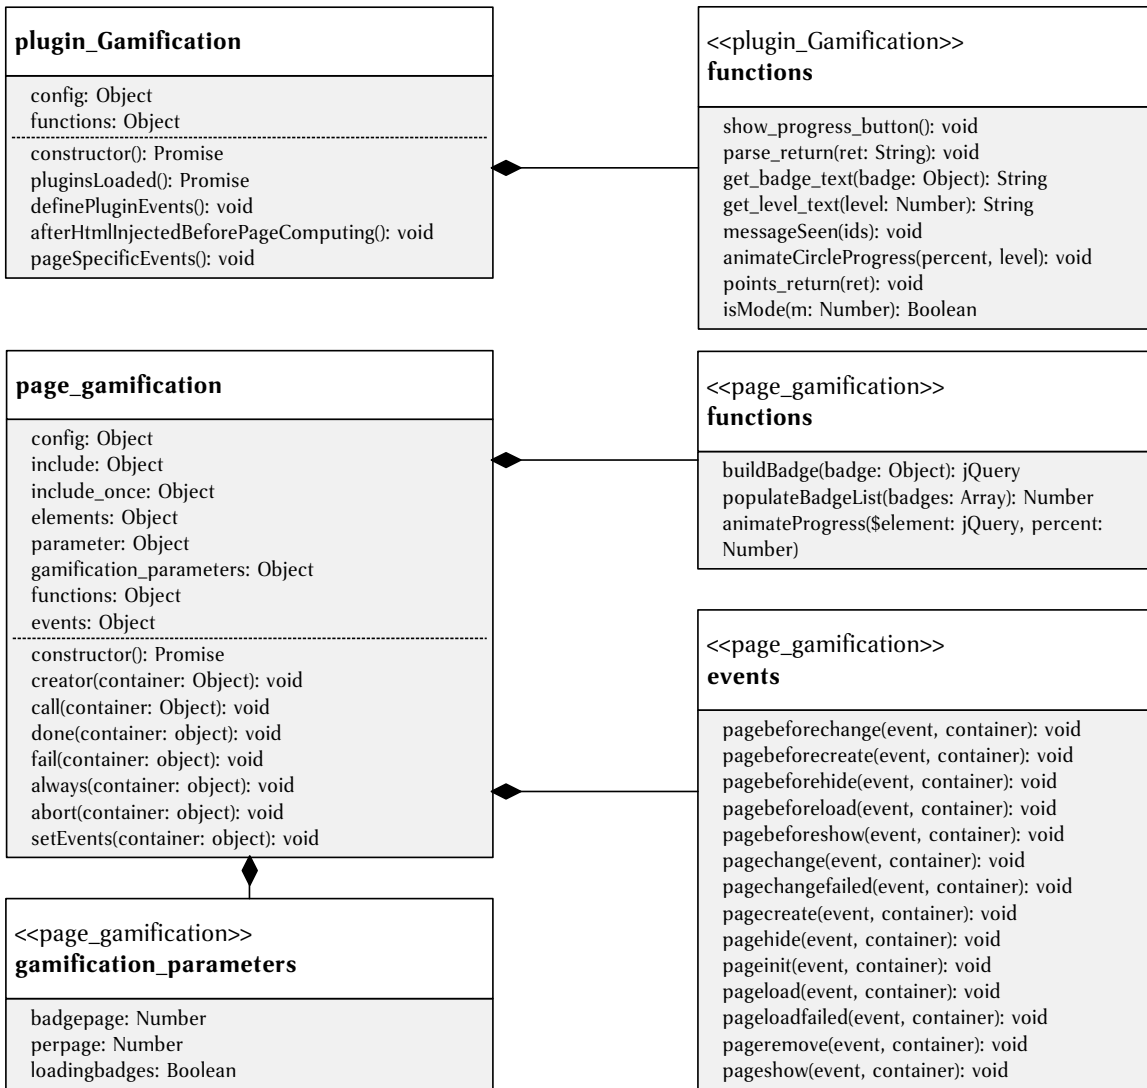 plugin_Gamification
config: Object
functions: Object
constructor(): Promise
pluginsLoaded(): Promise
definePluginEvents(): void
afterHtmlInjectedBeforePageComputing(): void
pageSpecificEvents(): void
<<plugin_Gamification>>
functions
show_progress_button(): void
parse_return(ret: String): void
get_badge_text(badge: Object): String
get_level_text(level: Number): String
messageSeen(ids): void
animateCircleProgress(percent, level): void
points_return(ret): void
isMode(m: Number): Boolean
page_gamification
config: Object
include: Object
include_once: Object
elements: Object
parameter: Object
gamification_parameters: Object
functions: Object
events: Object
constructor(): Promise
creator(container: Object): void
call(container: Object): void
done(container: object): void
fail(container: object): void
always(container: object): void
abort(container: object): void
setEvents(container: object): void
<<page_gamification>>
functions
buildBadge(badge: Object): jQuery
populateBadgeList(badges: Array): Number
animateProgress($element: jQuery, percent:
Number)
<<page_gamification>>
events
pagebeforechange(event, container): void
pagebeforecreate(event, container): void
pagebeforehide(event, container): void
pagebeforeload(event, container): void
pagebeforeshow(event, container): void
pagechange(event, container): void
pagechangefailed(event, container): void
pagecreate(event, container): void
pagehide(event, container): void
pageinit(event, container): void
pageload(event, container): void
pageloadfailed(event, container): void
pageremove(event, container): void
pageshow(event, container): void
<<page_gamification>>
gamification_parameters
badgepage: Number
perpage: Number
loadingbadges: Boolean